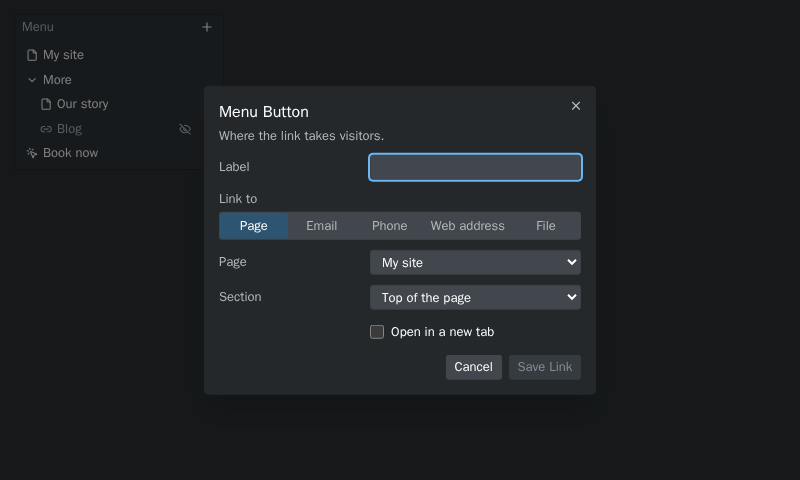 Menu
My site
More
Our story
Blog
Book now
Menu Button
Where the link takes visitors.
Label
Link to
Page Email Phone Web address File
Page My site
Section Top of the page
Open in a new tab
Cancel Save Link